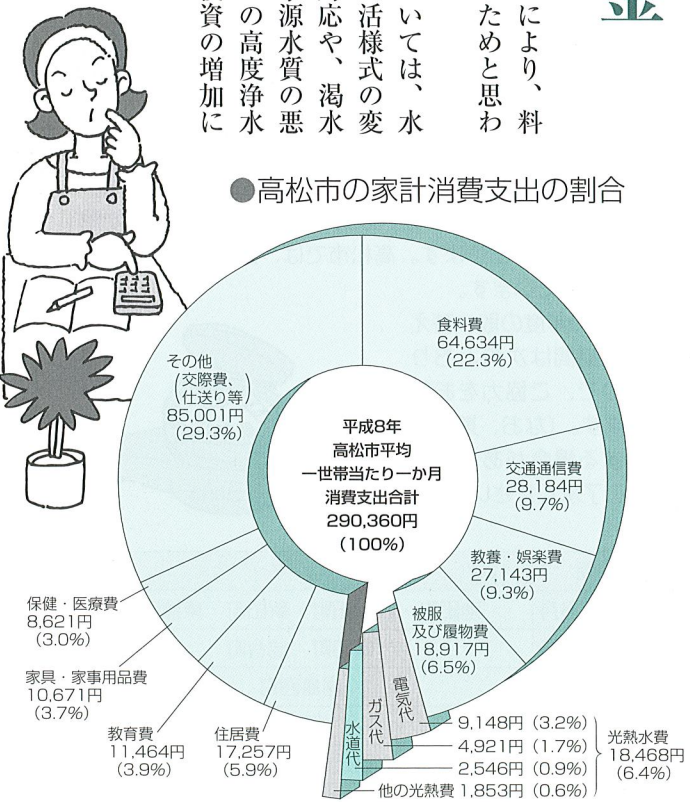 金
により、料
ためと思わ
いては、水
活様式の変
応や、渇水
源水質の悪
の高度浄水
資の増加に
●高松市の家計消費支出の割合
食料費
64,634円
(22.3%)
交通通信費
28,184円
(9.7%)
教養・娯楽費
27,143円
(9.3%)
被服
及び履物費
18,917円
(6.5%)
電気代
9,148円(3.2%)
ガス代
4,921円(1.7%)
水道代
2,546円(0.9%)
他の光熱費 1,853円(0.6%)
光熱水費
18,468円
(6.4%)
住居費
17,257円
(5.9%)
教育費
11,464円
(3.9%)
家具・家事用品費
10,671円
(3.7%)
保健・医療費
8,621円
(3.0%)
その他
(交際費、
仕送り等)
85,001円
(29.3%)
平成8年
高松市平均
一世帯当たり一か月
消費支出合計
290,360円
(100%)